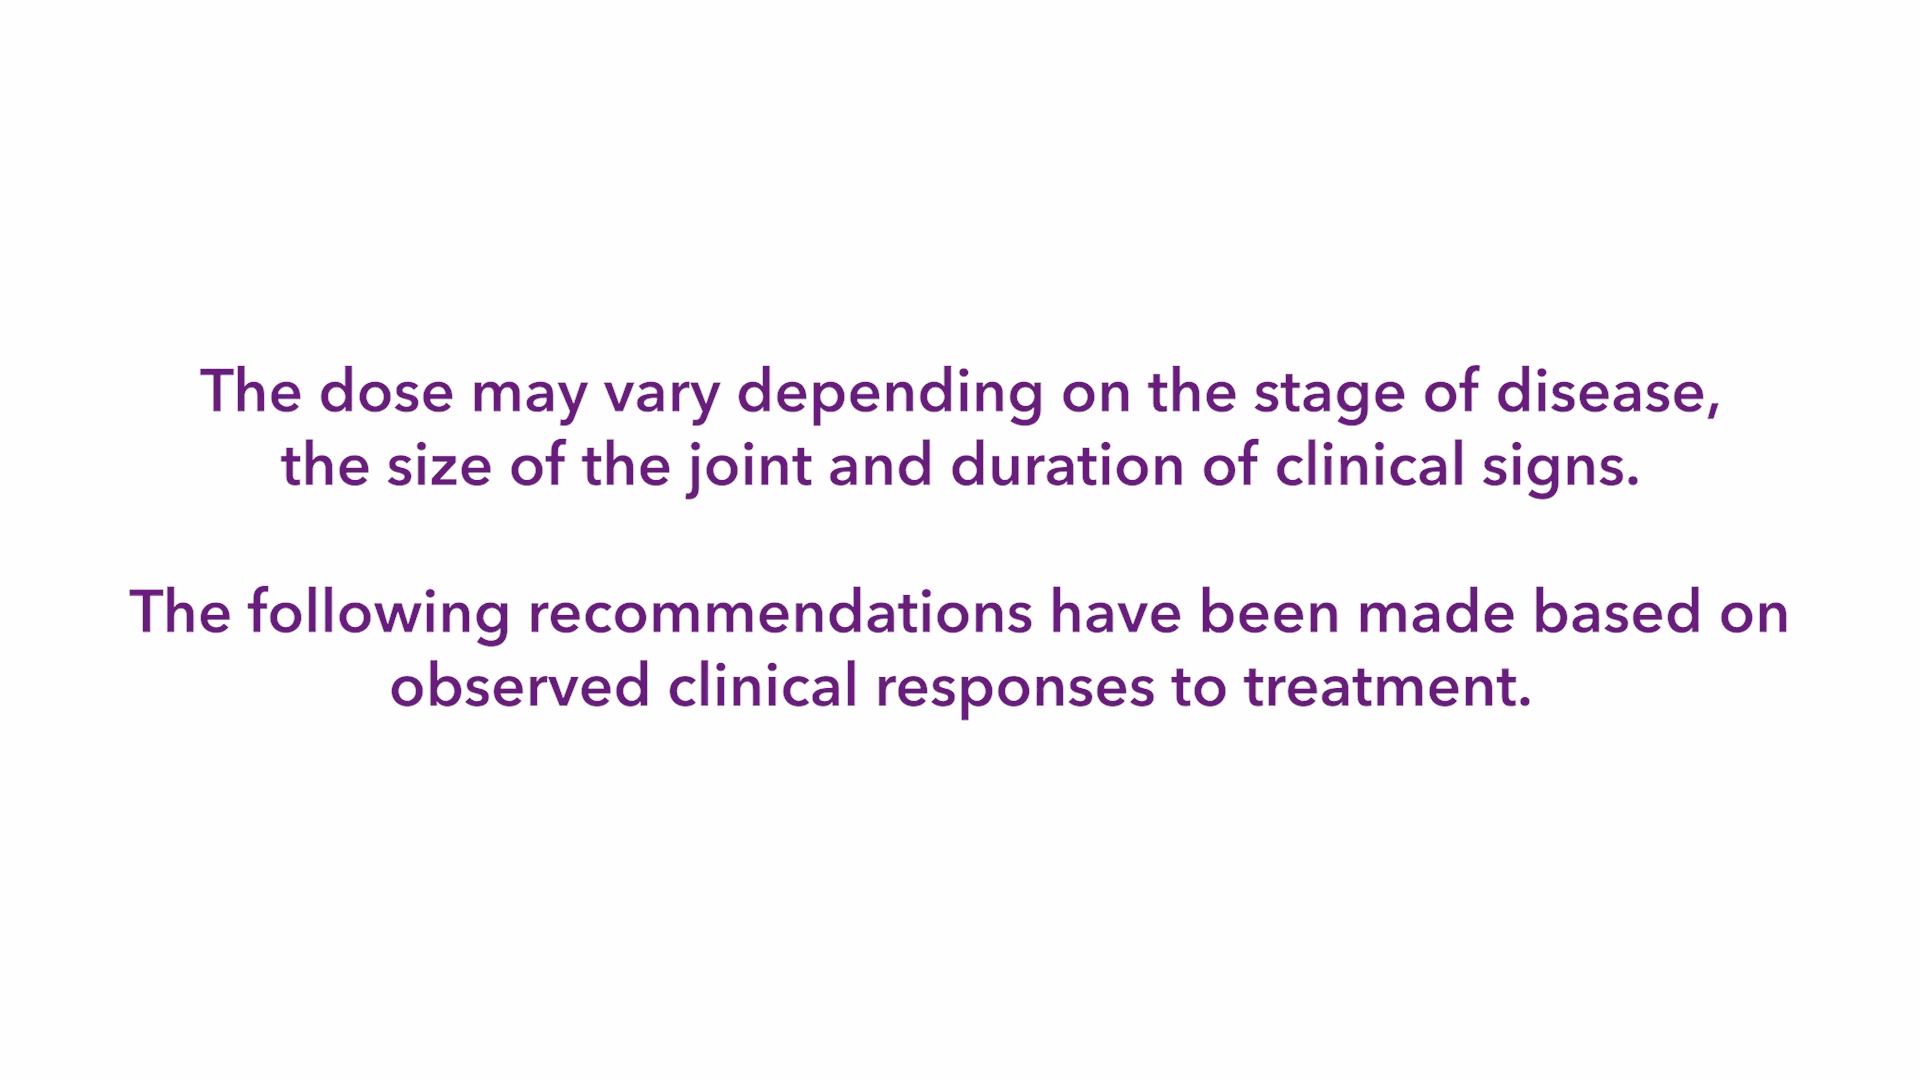 The dose may vary depending on the stage of disease,
the size of the joint and duration of clinical signs.
The following recommendations have been made based on
observed clinical responses to treatment.